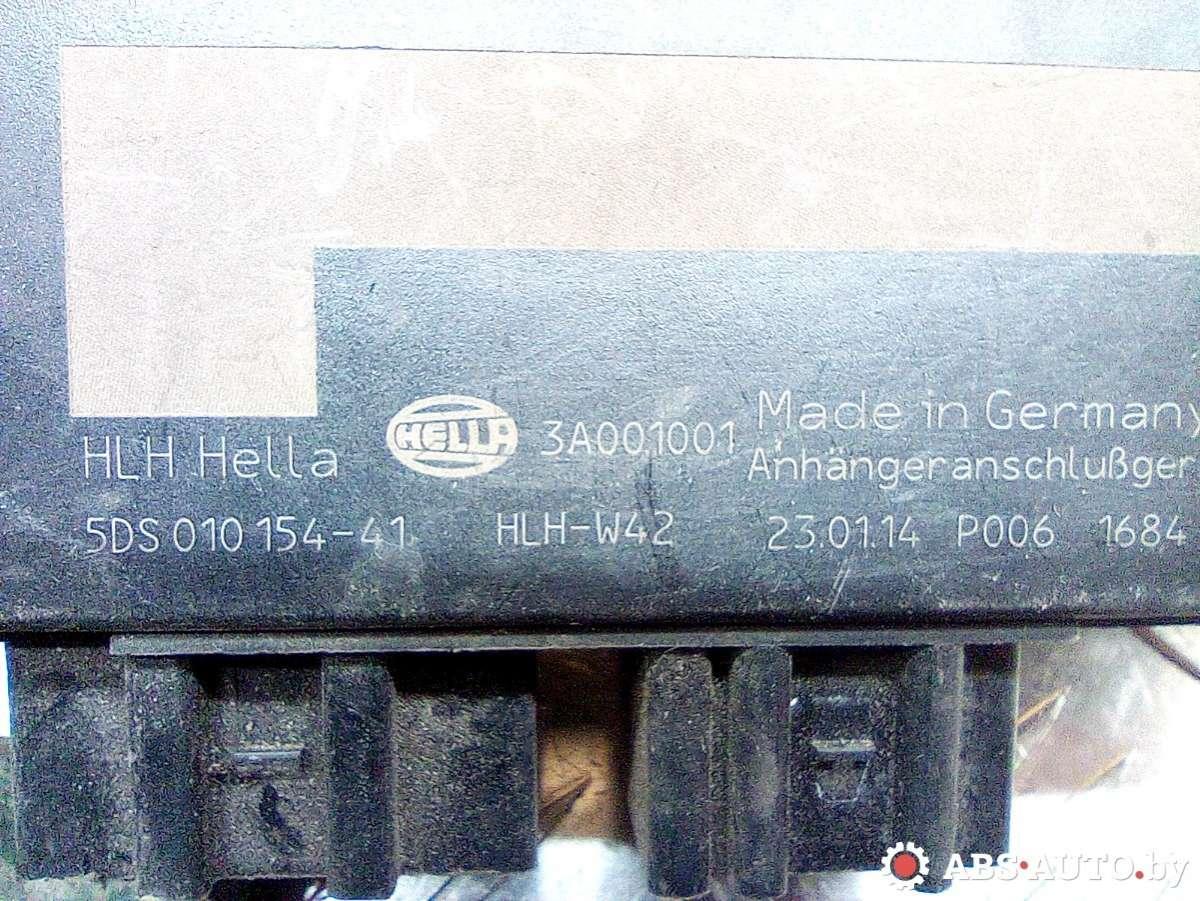 HLH Hella HELLA 3A001001 Made in Germany
Anhängeranschlußger
5DS 010 154-41 HLH-W42 23.01.14 P006 1684
ABS-AUTO.by